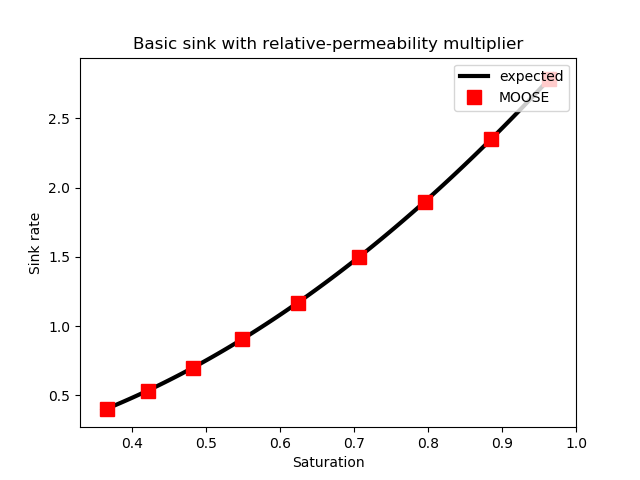 Basic sink with relative-permeability multiplier
expected
MOOSE
Sink rate
2.5
2.0
1.5
1.0
0.5
0.4 0.5 0.6 0.7 0.8 0.9 1.0
Saturation